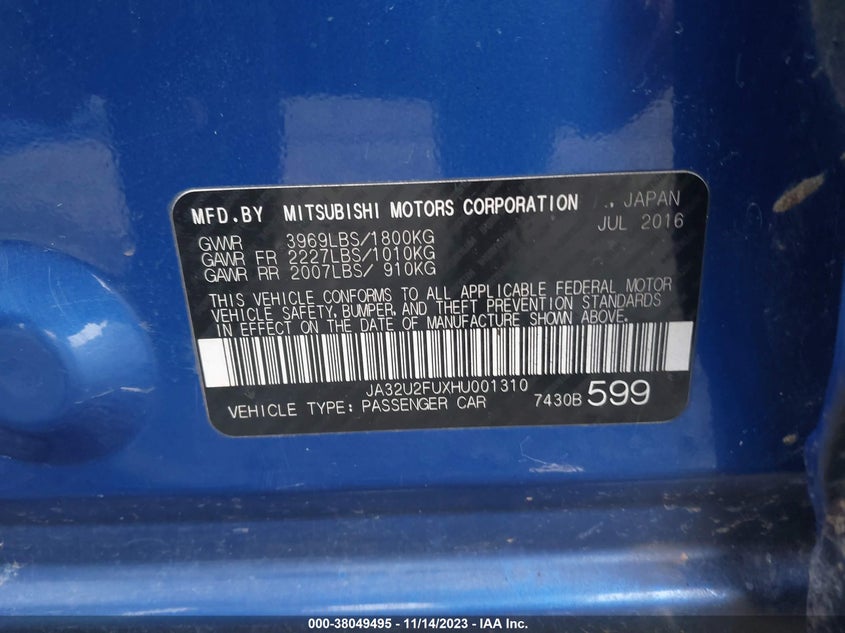 MFD.BY MITSUBISHI MOTORS CORPORATION JAPAN
JUL 2016
GVWR 3969LBS/1800KG
GAWR FR 2227LBS/1010KG
GAWR RR 2007LBS/ 910KG
THIS VEHICLE CONFORMS TO ALL APPLICABLE FEDERAL MOTOR
VEHICLE SAFETY, BUMPER, AND THEFT PREVENTION STANDARDS
IN EFFECT ON THE DATE OF MANUFACTURE SHOWN ABOVE.
JA32U2FUXHU001310
VEHICLE TYPE: PASSENGER CAR 7430B 599
000-38049495 - 11/14/2023 - IAA Inc.